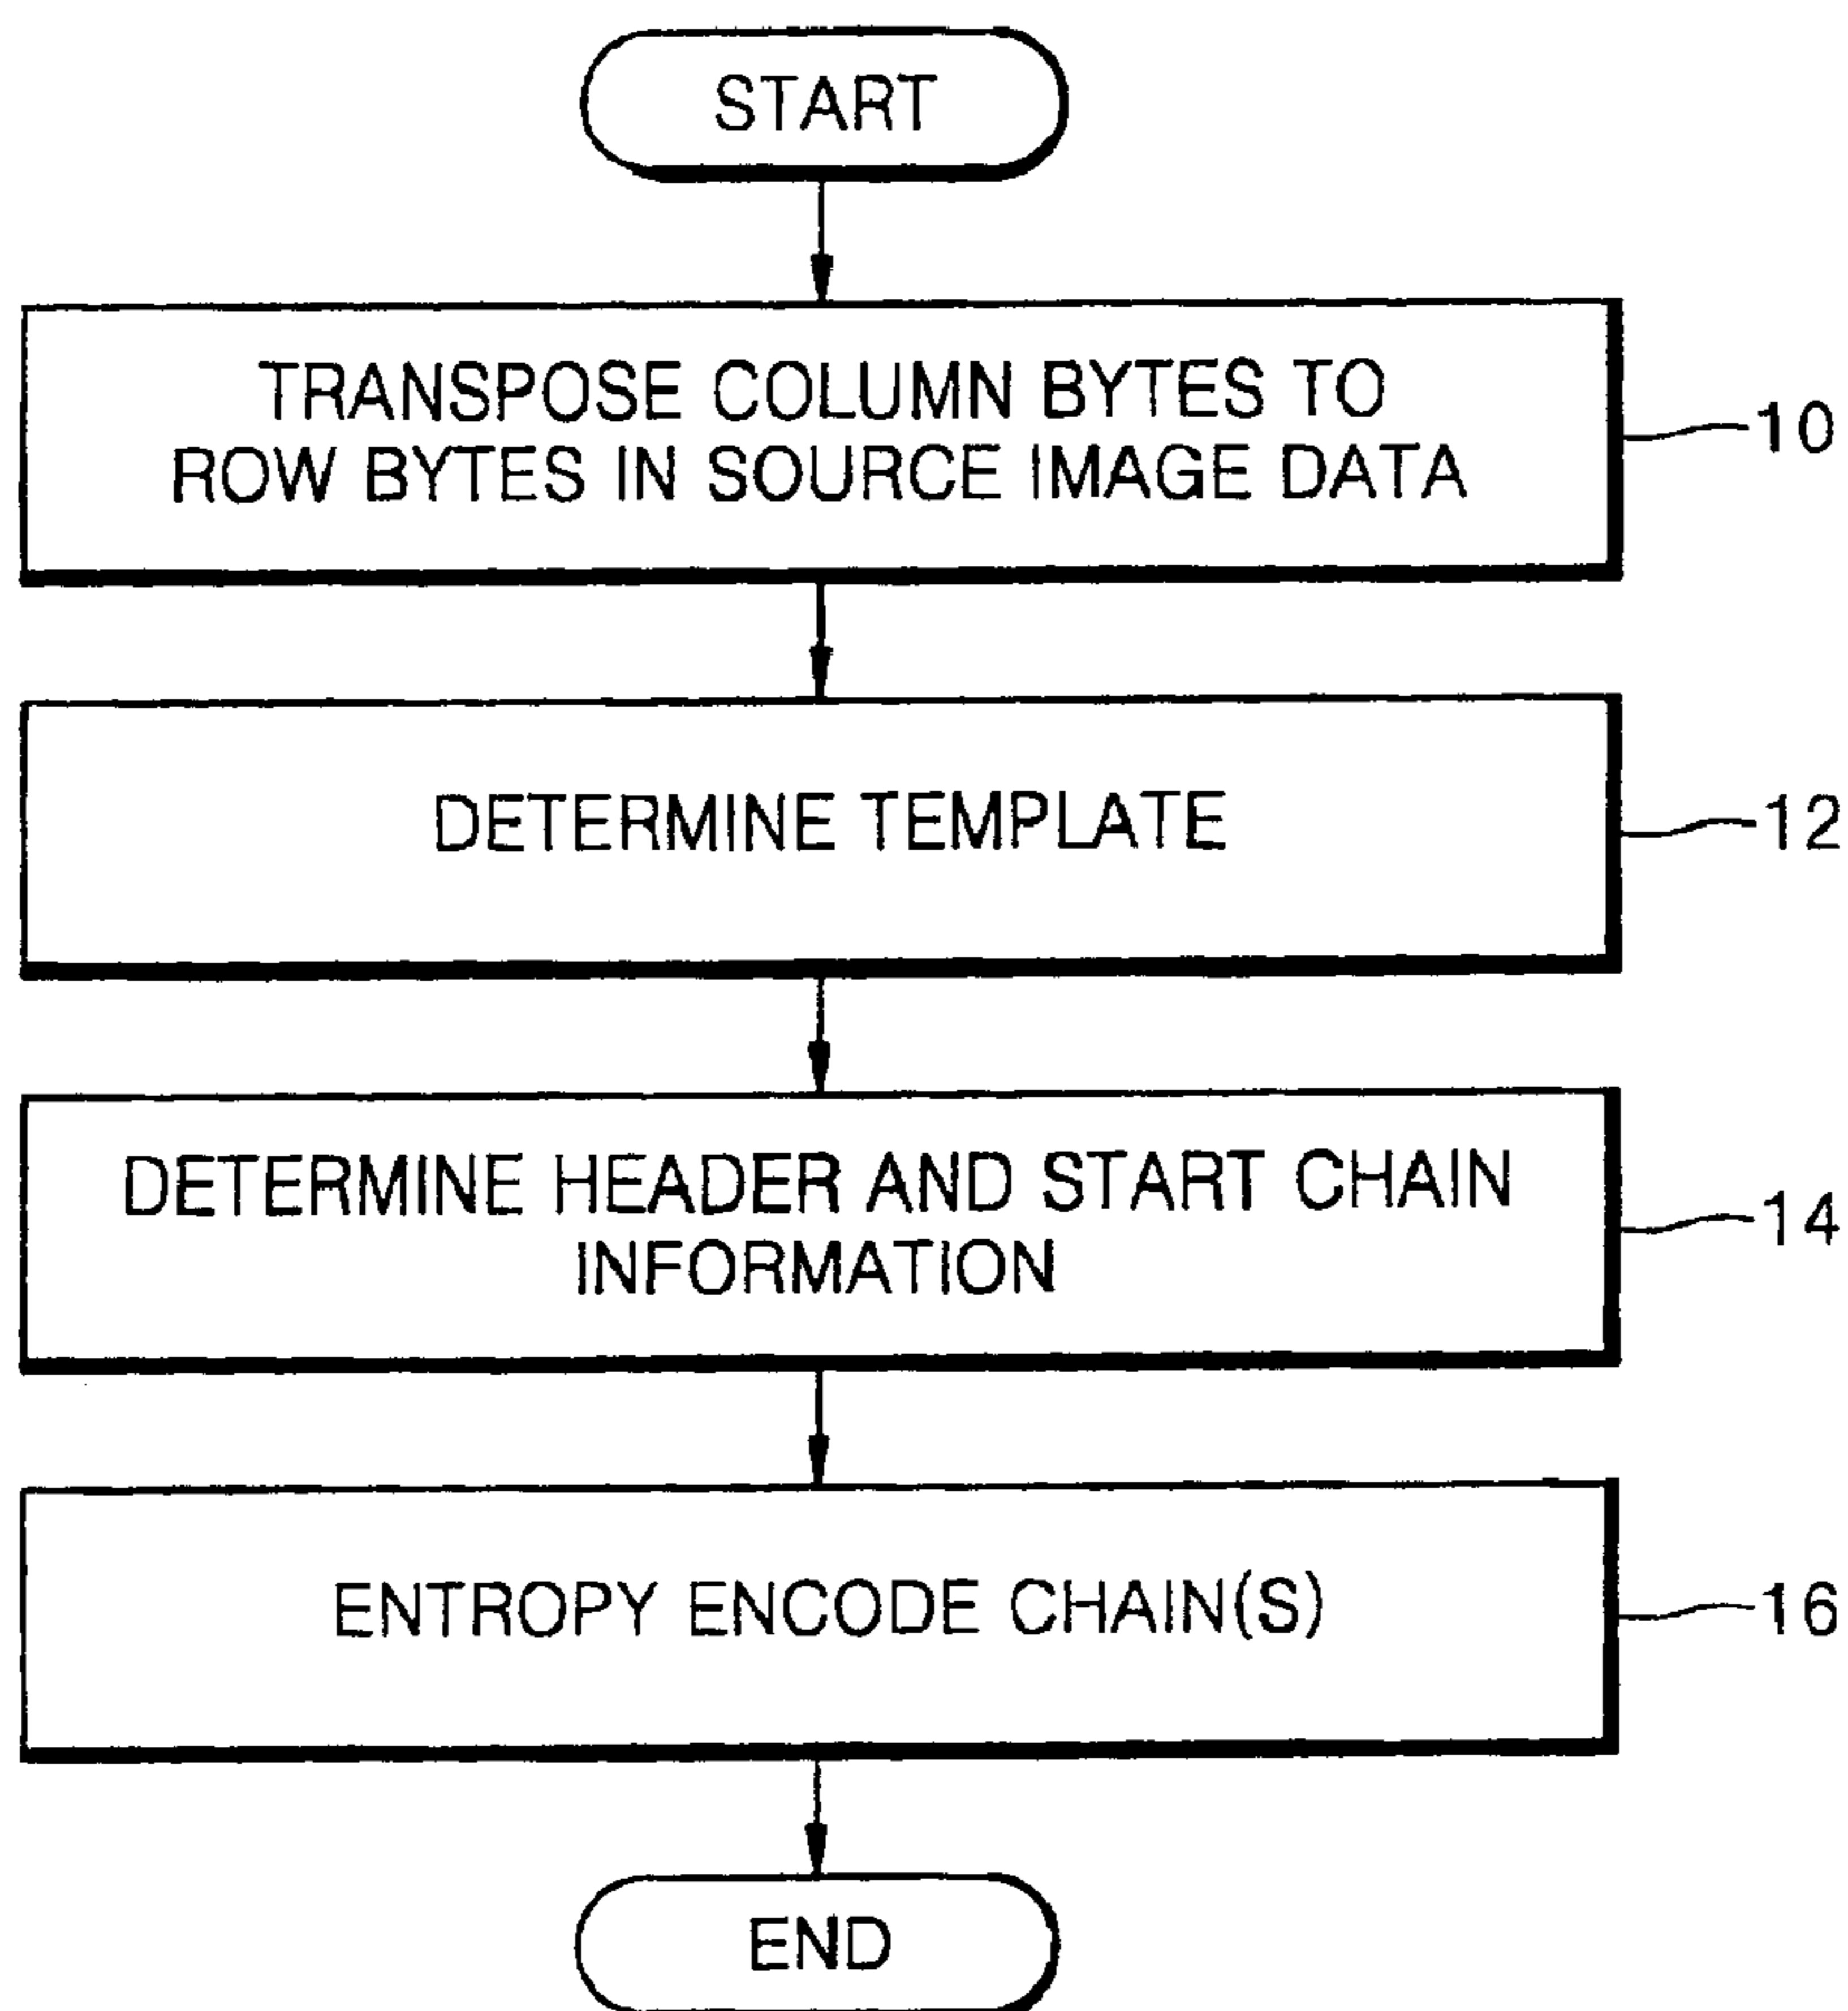 START
TRANSPOSE COLUMN BYTES TO
ROW BYTES IN SOURCE IMAGE DATA
10
DETERMINE TEMPLATE
12
DETERMINE HEADER AND START CHAIN
INFORMATION
14
ENTROPY ENCODE CHAIN(S)
16
END